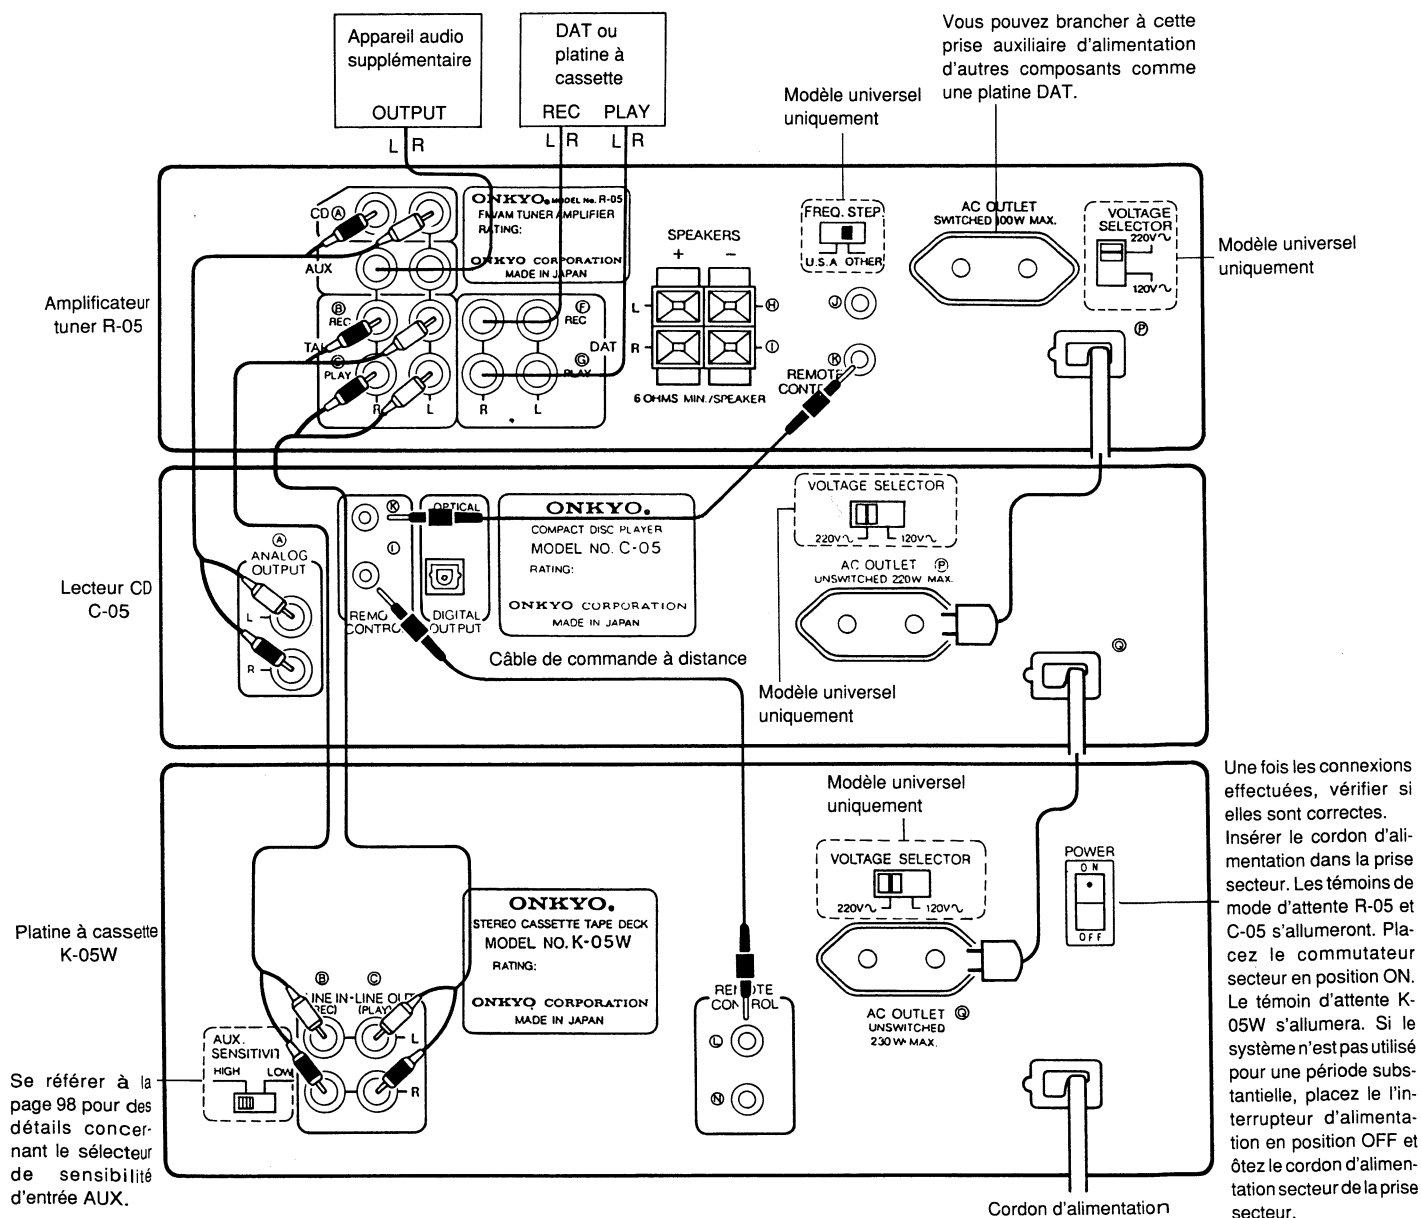 Appareil audio
supplémentaire
OUTPUT
L R
DAT ou
platine à
cassette
REC PLAY
L R L R
Modèle universel
uniquement
Vous pouvez brancher à cette
prise auxiliaire d'alimentation
d'autres composants comme
une platine DAT.
Amplificateur
tuner R-05
CD Ⓐ
AUX
Ⓑ
REC
PLAY
R L
ONKYO® MODEL No. R-05
FM/AM TUNER AMPLIFIER
RATING:
ONKYO CORPORATION
MADE IN JAPAN
Ⓕ
REC
DAT
Ⓖ
PLAY
R L
SPEAKERS
+ −
L Ⓗ
R Ⓘ
6 OHMS MIN./SPEAKER
FREQ. STEP
U.S.A OTHER
Ⓙ
Ⓚ
REMOTE
AC OUTLET
SWITCHED 100W MAX.
VOLTAGE
SELECTOR
220V∿
120V∿
Modèle universel
uniquement
Ⓟ
Lecteur CD
C-05
Ⓐ
ANALOG
OUTPUT
L
R
Ⓚ
Ⓘ
CONTROL
OPTICAL
DIGITAL
OUTPUT
ONKYO®
COMPACT DISC PLAYER
MODEL NO. C-05
RATING:
ONKYO CORPORATION
MADE IN JAPAN
VOLTAGE SELECTOR
220V∿ 120V∿
AC OUTLET Ⓟ
UNSWITCHED 220W MAX.
Ⓠ
Câble de commande à distance
Modèle universel
uniquement
Platine à cassette
K-05W
Modèle universel
uniquement
VOLTAGE SELECTOR
220V∿ 120V∿
ONKYO®
STEREO CASSETTE TAPE DECK
MODEL NO. K-05W
RATING:
ONKYO CORPORATION
MADE IN JAPAN
Ⓑ Ⓒ
LINE IN LINE OUT
(REC) (PLAY)
L
R
AUX.
SENSITIVIT
HIGH LOW
REMOTE
CONTROL
Ⓛ
Ⓝ
AC OUTLET Ⓠ
UNSWITCHED
230W MAX.
POWER
ON
OFF
Se référer à la
page 98 pour des
détails concer-
nant le sélecteur
de sensibilité
d'entrée AUX.
Une fois les connexions
effectuées, vérifier si
elles sont correctes.
Insérer le cordon d'ali-
mentation dans la prise
secteur. Les témoins de
mode d'attente R-05 et
C-05 s'allumeront. Pla-
cez le commutateur
secteur en position ON.
Le témoin d'attente K-
05W s'allumera. Si le
système n'est pas utilisé
pour une période subs-
tantielle, placez le l'in-
terrupteur d'alimenta-
tion en position OFF et
ôtez le cordon d'alimen-
tation secteur de la prise
secteur.
Cordon d'alimentation